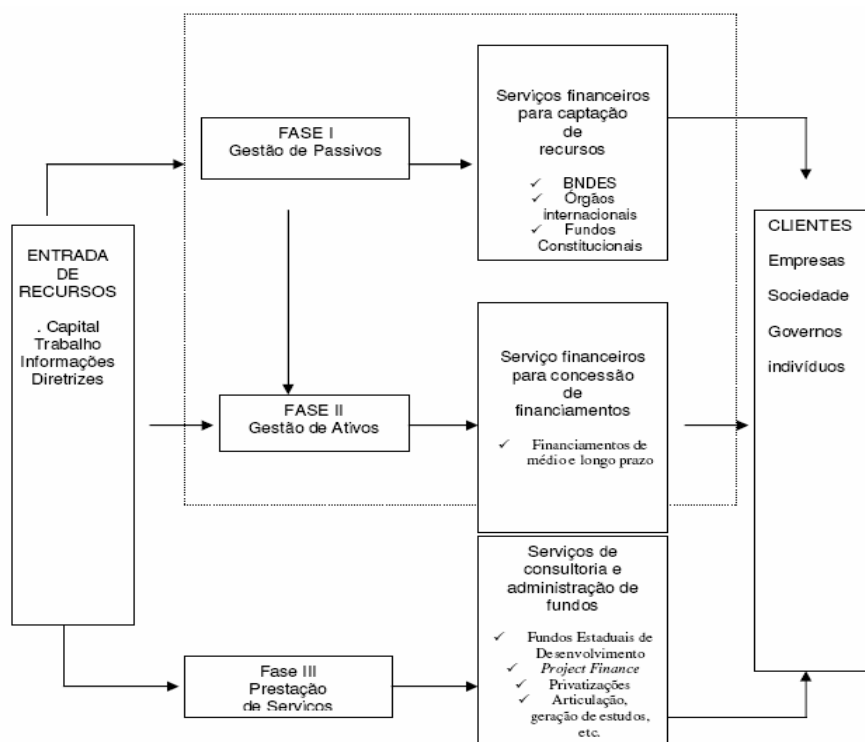 ENTRADA
DE
RECURSOS
. Capital
Trabalho
Informações
Diretrizes
FASE I
Gestão de Passivos
Serviços financeiros
para captação
de
recursos
✓ BNDES
✓ Órgãos
internacionais
✓ Fundos
Constitucionais
FASE II
Gestão de Ativos
Serviço financeiros
para concessão
de
financiamentos
✓ Financiamentos de
médio e longo prazo
Fase III
Prestação
de Serviços
Serviços de
consultoria e
administração de
fundos
✓ Fundos Estaduais de
Desenvolvimento
✓ Project Finance
✓ Privatizações
✓ Articulação,
geração de estudos,
etc.
CLIENTES
Empresas
Sociedade
Governos
indivíduos